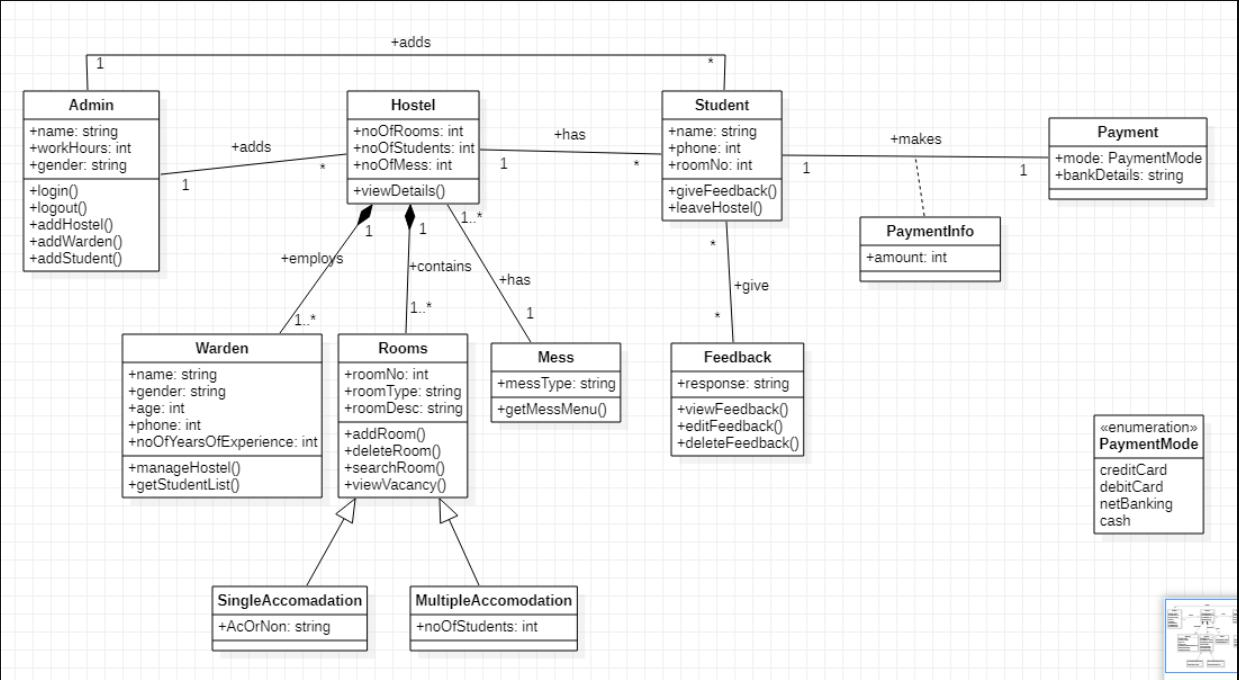 +adds
1
*
Admin
+name: string
+workHours: int
+gender: string
+login()
+logout()
+addHostel()
+addWarden()
+addStudent()
+adds
1
*
Hostel
+noOfRooms: int
+noOfStudents: int
+noOfMess: int
+viewDetails()
+has
1
*
Student
+name: string
+phone: int
+roomNo: int
+giveFeedback()
+leaveHostel()
+makes
1
1
Payment
+mode: PaymentMode
+bankDetails: string
PaymentInfo
+amount: int
1
+employs
1..*
1
+contains
1..*
1..*
+has
1
*
+give
*
Warden
+name: string
+gender: string
+age: int
+phone: int
+noOfYearsOfExperience: int
+manageHostel()
+getStudentList()
Rooms
+roomNo: int
+roomType: string
+roomDesc: string
+addRoom()
+deleteRoom()
+searchRoom()
+viewVacancy()
Mess
+messType: string
+getMessMenu()
Feedback
+response: string
+viewFeedback()
+editFeedback()
+deleteFeedback()
«enumeration»
PaymentMode
creditCard
debitCard
netBanking
cash
SingleAccomadation
+AcOrNon: string
MultipleAccomodation
+noOfStudents: int